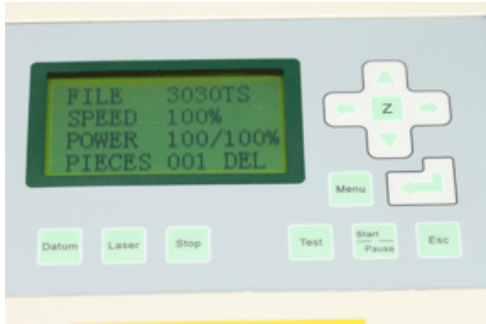 FILE 3030TS
SPEED 100%
POWER 100/100%
PIECES 001 DEL
Z
Menu
Datum Laser Stop Test Start Pause Esc